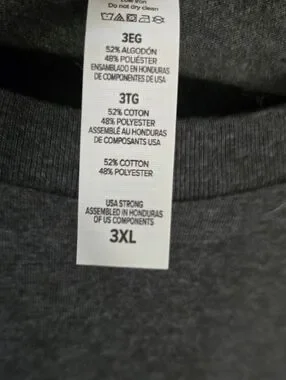 Low iron
Do not dry clean
3EG
52% ALGODÓN
48% POLIÉSTER
ENSAMBLADO EN HONDURAS
DE COMPONENTES DE USA
3TG
52% COTON
48% POLYESTER
ASSEMBLÉ AU HONDURAS
DE COMPOSANTS USA
52% COTTON
48% POLYESTER
USA STRONG
ASSEMBLED IN HONDURAS
OF US COMPONENTS
3XL